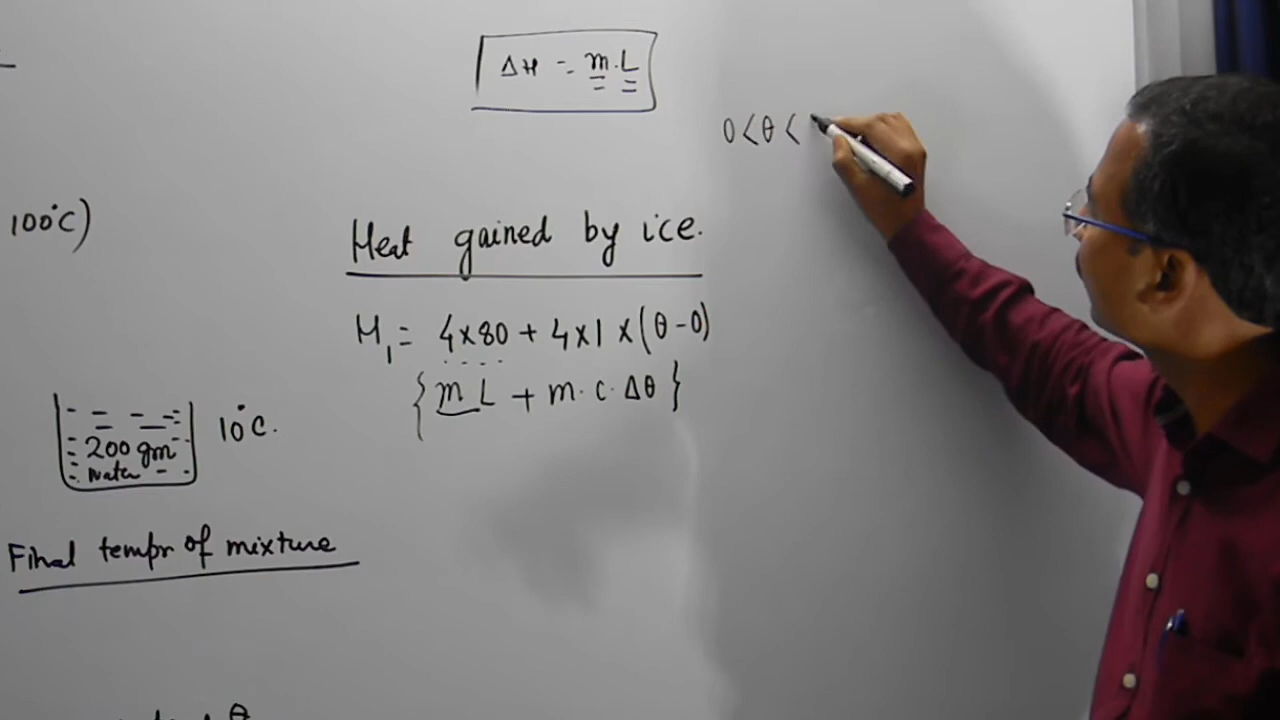 ΔH = m.L
0<θ<
100°C)
Heat gained by ice.
H₁ = 4×80 + 4×1×(θ-0)
{mL + m.c.Δθ}
200 gm
water
10°C.
Final tempr of mixture
θ